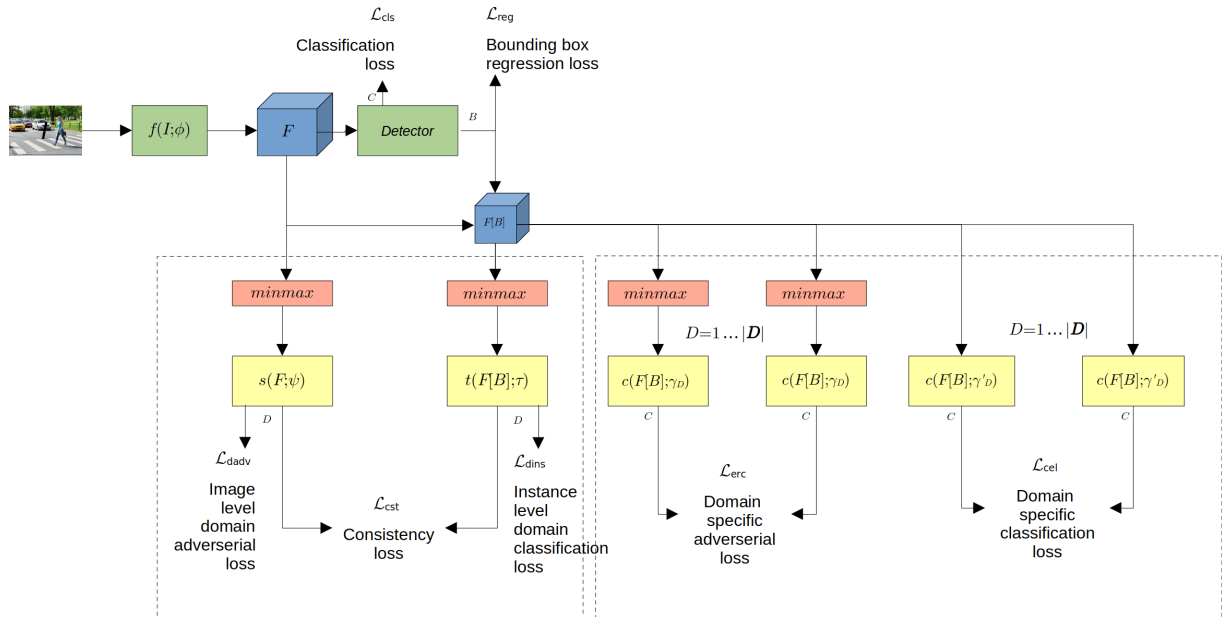 𝓛cls
Classification
loss
𝓛reg
Bounding box
regression loss
C
B
f(I;ϕ)
F
Detector
F[B]
minmax
minmax
minmax
minmax
D=1…|D|
D=1…|D|
s(F;ψ)
t(F[B];τ)
c(F[B];γD)
c(F[B];γD)
c(F[B];γ'D)
c(F[B];γ'D)
D
D
C
C
C
C
𝓛dadv
Image
level
domain
adverserial
loss
𝓛cst
Consistency
loss
𝓛dins
Instance
level
domain
classification
loss
𝓛erc
Domain
specific
adverserial
loss
𝓛cel
Domain
specific
classification
loss